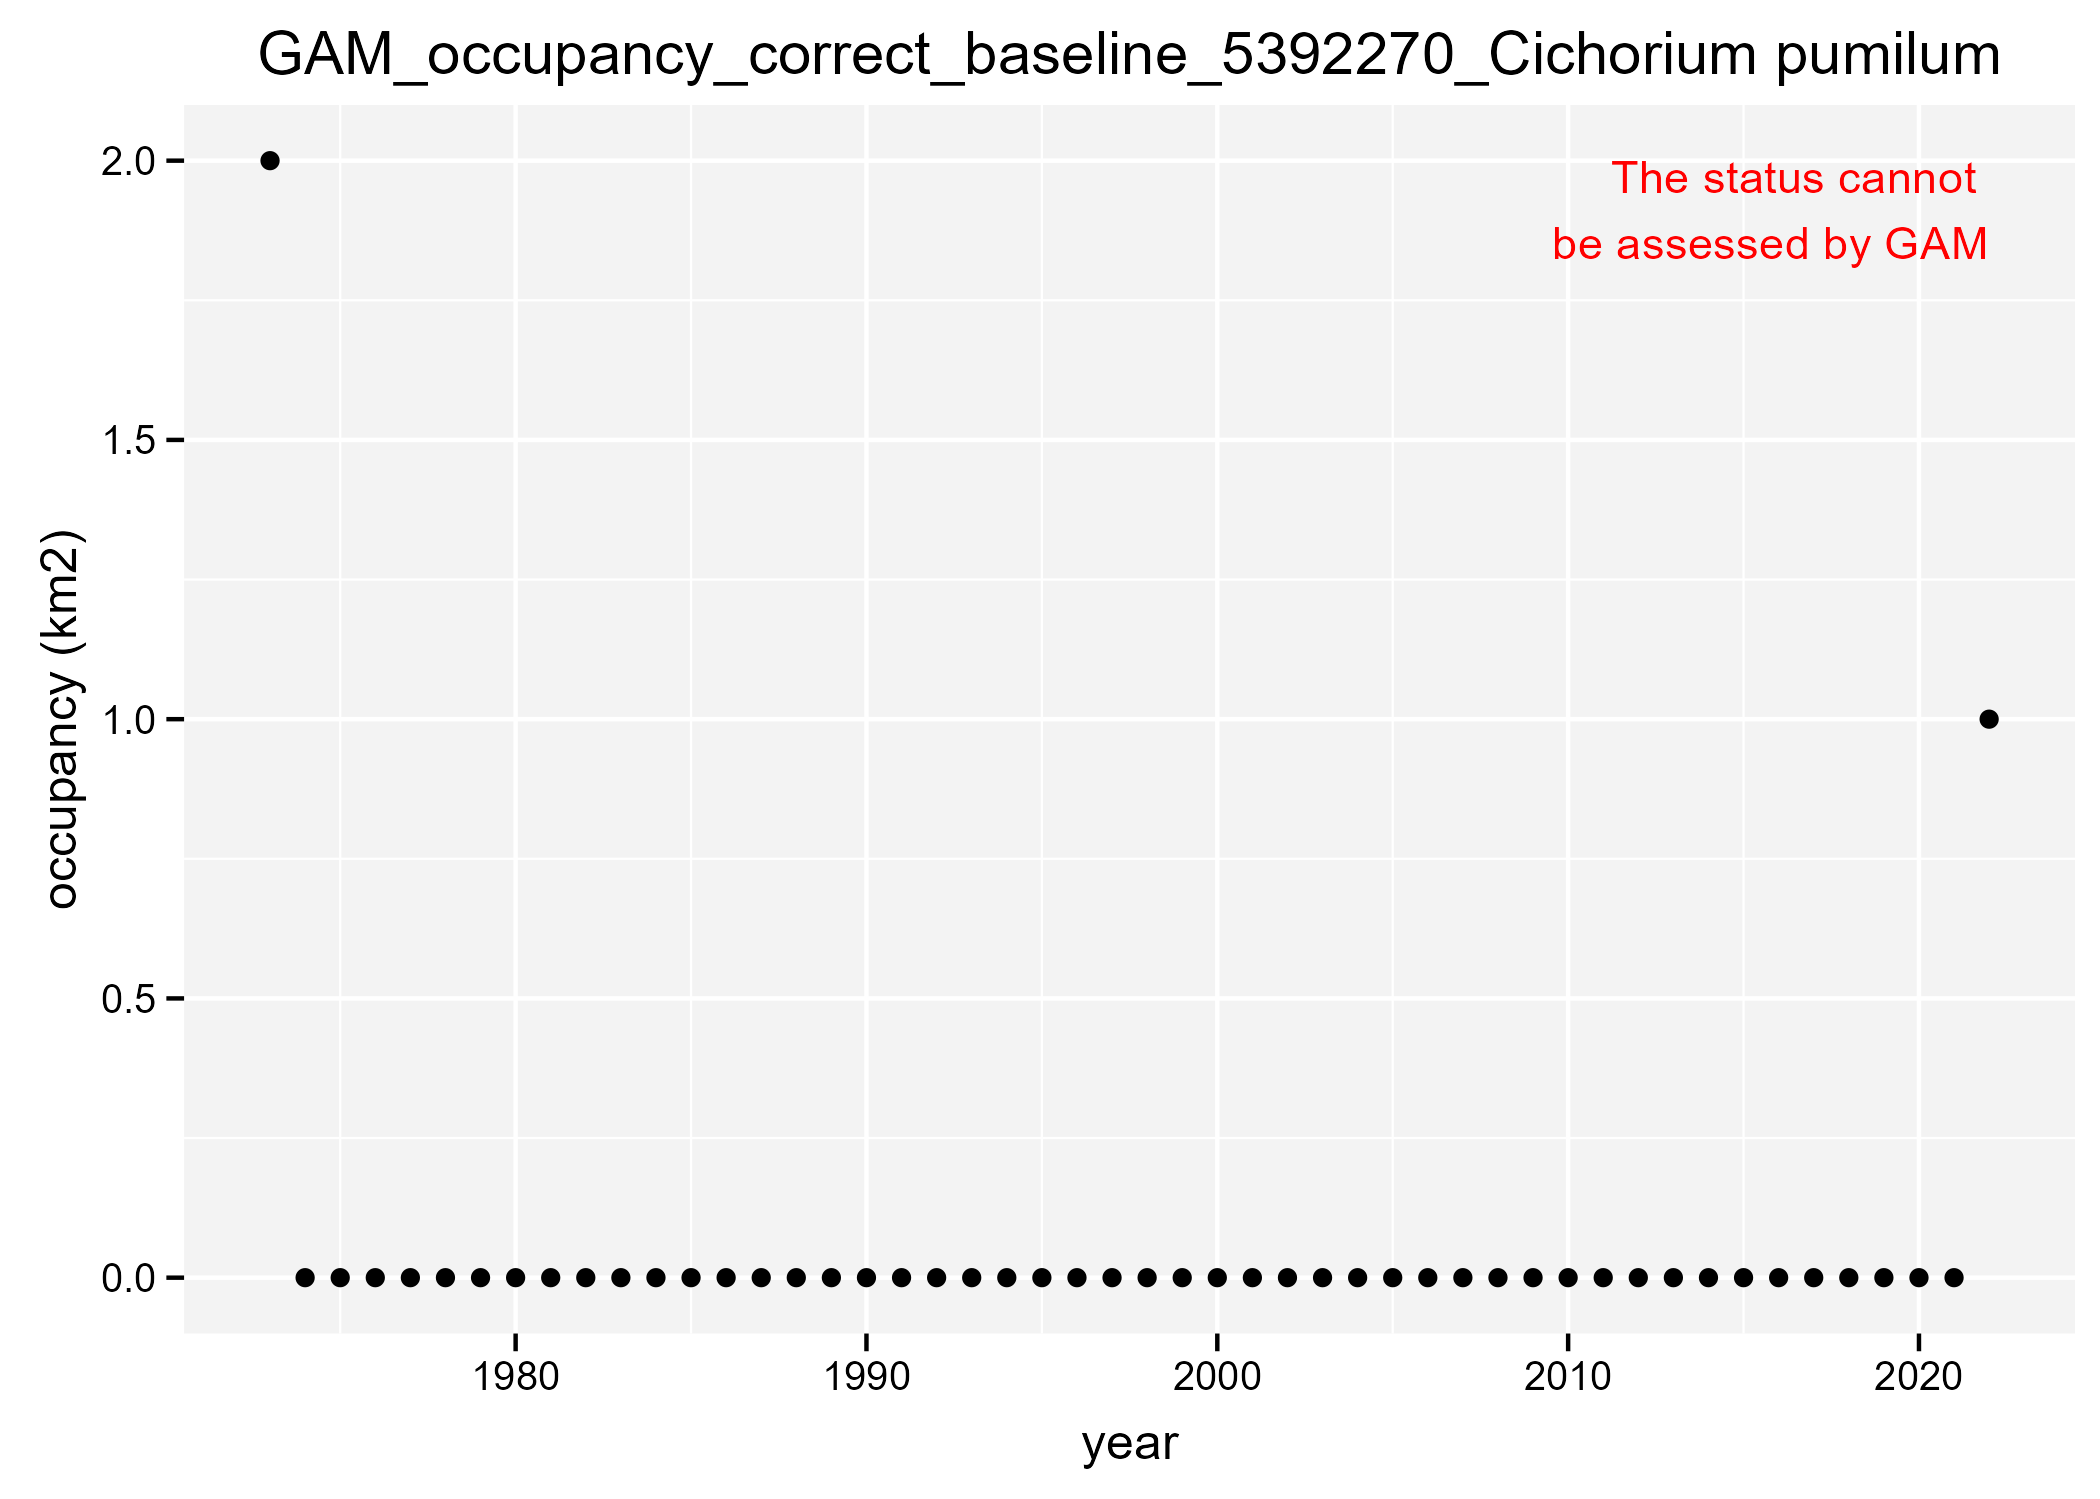 GAM_occupancy_correct_baseline_5392270_Cichorium pumilum
The status cannot
be assessed by GAM
occupancy (km2)
2.0
1.5
1.0
0.5
0.0
1980 1990 2000 2010 2020
year